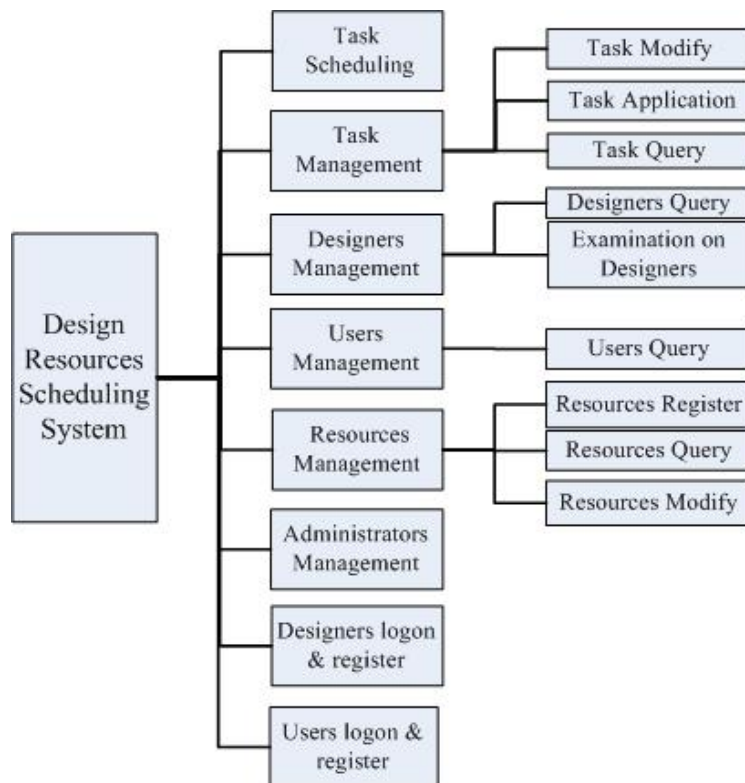 Design
Resources
Scheduling
System
Task
Scheduling
Task
Management
Designers
Management
Users
Management
Resources
Management
Administrators
Management
Designers logon
& register
Users logon &
register
Task Modify
Task Application
Task Query
Designers Query
Examination on
Designers
Users Query
Resources Register
Resources Query
Resources Modify